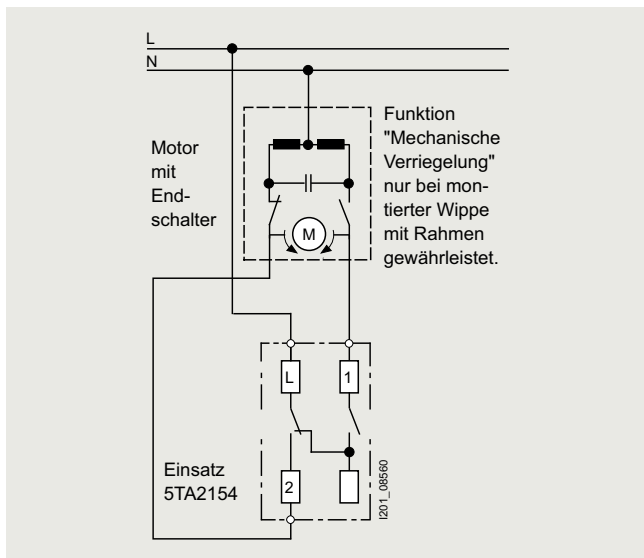 L
N
Motor
mit
End-
schalter
M
Funktion
"Mechanische
Verriegelung"
nur bei mon-
tierter Wippe
mit Rahmen
gewährleistet.
L
1
2
Einsatz
5TA2154
I201_08560